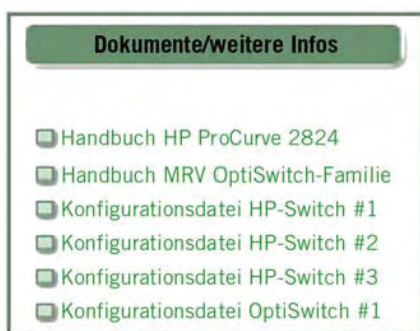 Dokumente/weitere Infos
Handbuch HP ProCurve 2824
Handbuch MRV OptiSwitch-Familie
Konfigurationsdatei HP-Switch #1
Konfigurationsdatei HP-Switch #2
Konfigurationsdatei HP-Switch #3
Konfigurationsdatei OptiSwitch #1